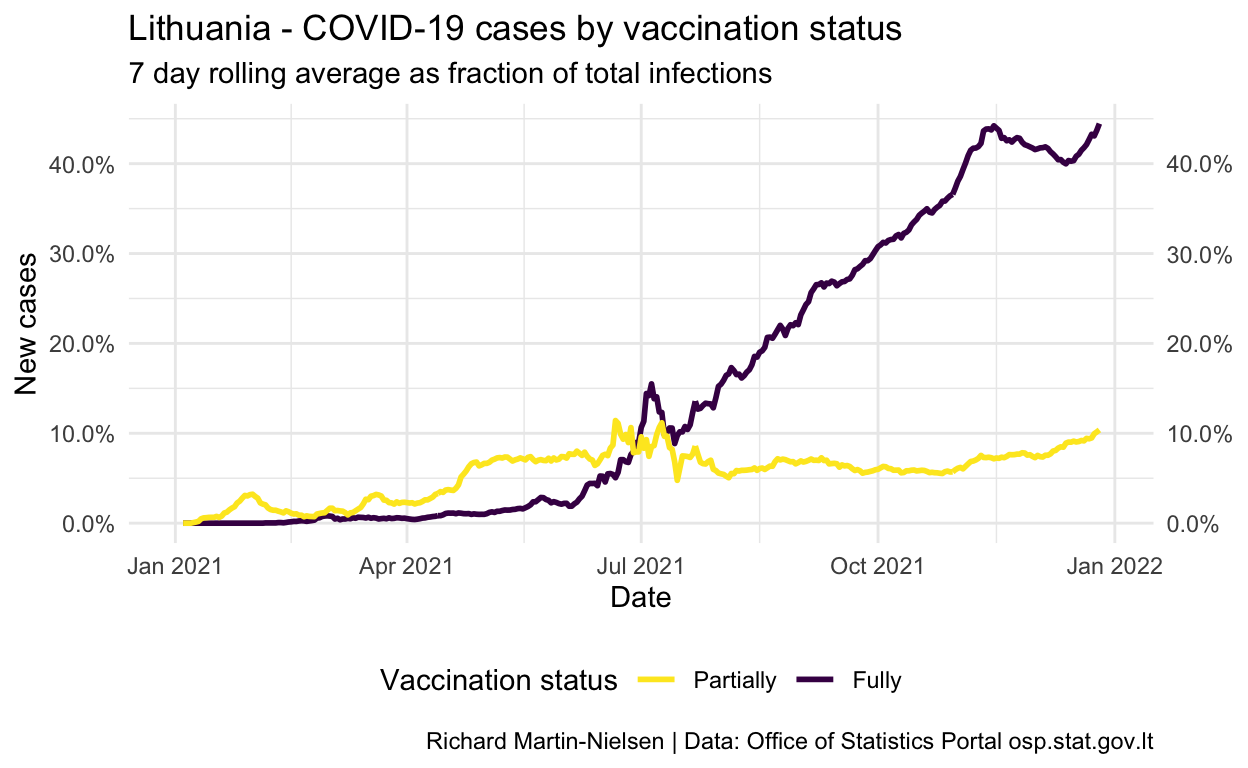 Lithuania - COVID-19 cases by vaccination status
7 day rolling average as fraction of total infections
New cases
40.0%
30.0%
20.0%
10.0%
0.0%
40.0%
30.0%
20.0%
10.0%
0.0%
Jan 2021 Apr 2021 Jul 2021 Oct 2021 Jan 2022
Date
Vaccination status Partially Fully
Richard Martin-Nielsen | Data: Office of Statistics Portal osp.stat.gov.lt